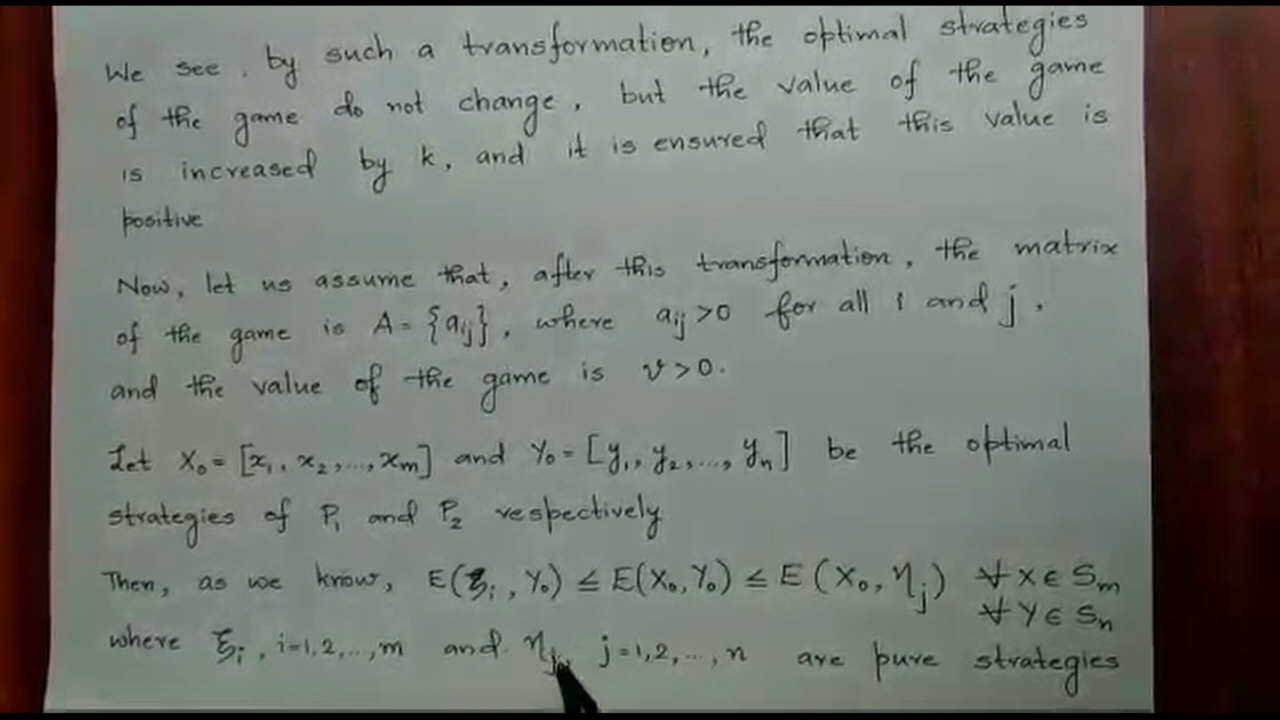 We see, by such a transformation, the optimal strategies
of the game do not change, but the value of the game
is increased by k, and it is ensured that this value is
positive
Now, let us assume that, after this transformation, the matrix
of the game is A = {aij}, where aij > 0 for all i and j,
and the value of the game is v > 0.
Let X₀ = [x₁, x₂, ..., xm] and Y₀ = [y₁, y₂, ..., yn] be the optimal
strategies of P₁ and P₂ respectively
Then, as we know, E(ξi, Y₀) ≤ E(X₀, Y₀) ≤ E(X₀, ηj) ∀ X ∈ Sm
∀ Y ∈ Sn
where ξi, i=1,2,...,m and ηj, j=1,2,...,n are pure strategies